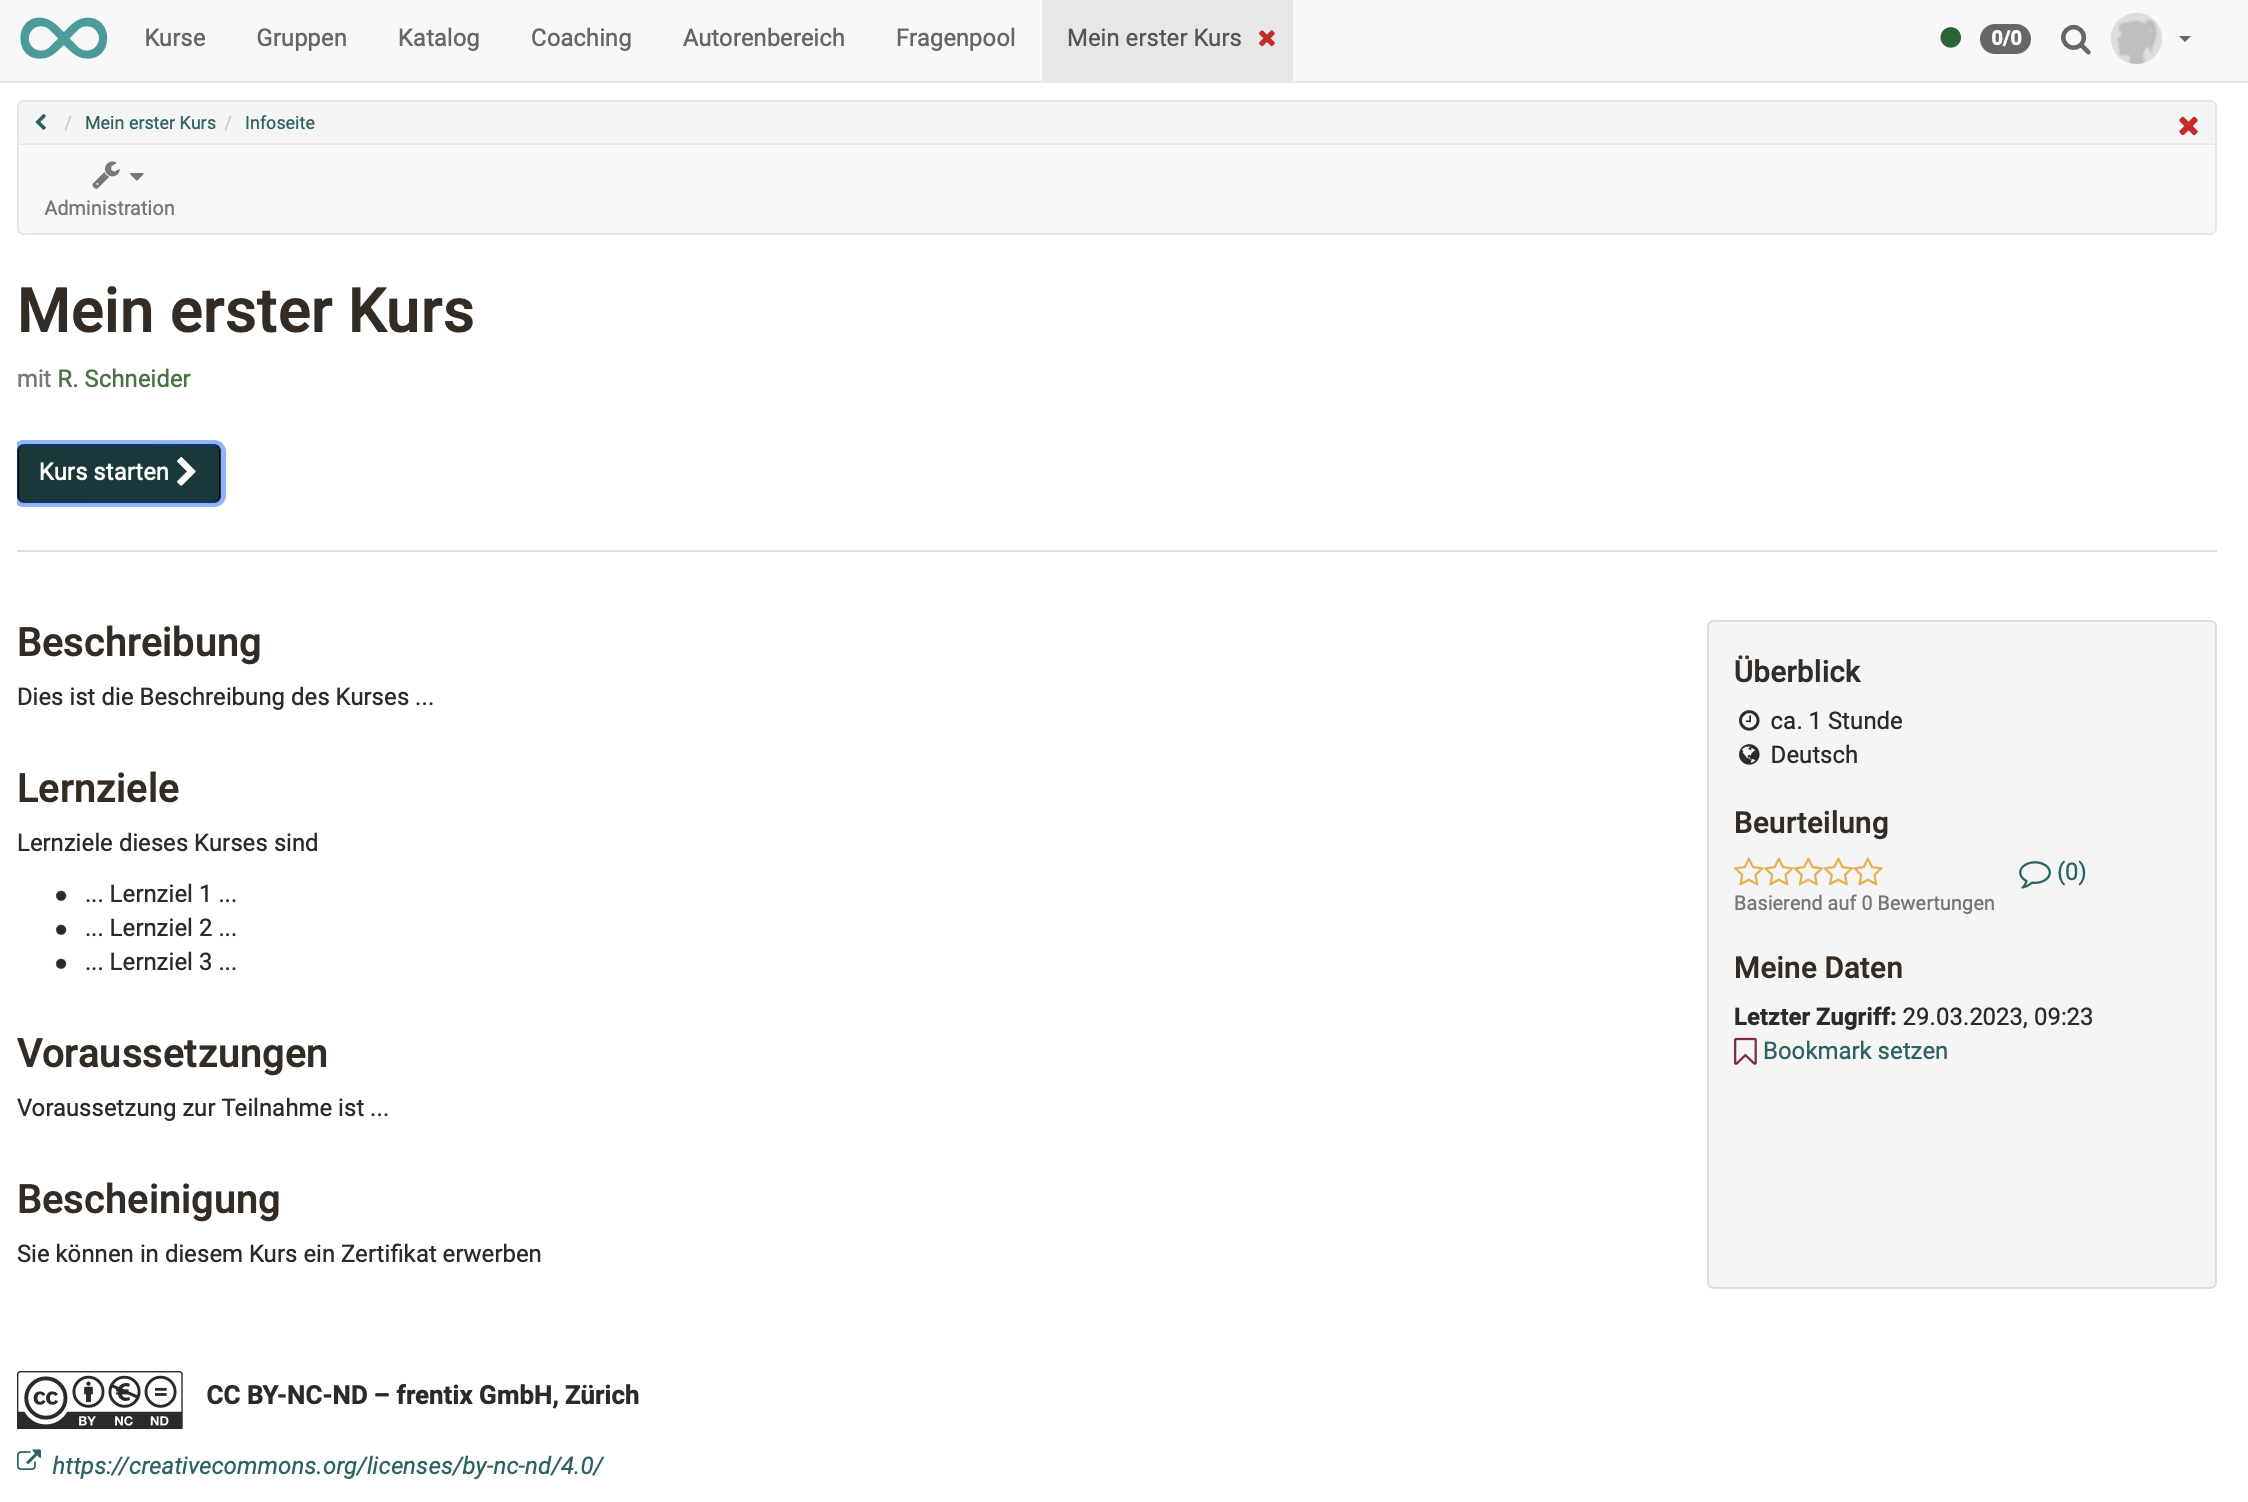 Kurse Gruppen Katalog Coaching Autorenbereich Fragenpool Mein erster Kurs 0/0
/ Mein erster Kurs / Infoseite
Administration
Mein erster Kurs
mit R. Schneider
Kurs starten
Beschreibung
Dies ist die Beschreibung des Kurses ...
Lernziele
Lernziele dieses Kurses sind
... Lernziel 1 ...
... Lernziel 2 ...
... Lernziel 3 ...
Voraussetzungen
Voraussetzung zur Teilnahme ist ...
Bescheinigung
Sie können in diesem Kurs ein Zertifikat erwerben
Überblick
ca. 1 Stunde
Deutsch
Beurteilung
(0)
Basierend auf 0 Bewertungen
Meine Daten
Letzter Zugriff: 29.03.2023, 09:23
Bookmark setzen
cc BY NC ND
CC BY-NC-ND – frentix GmbH, Zürich
https://creativecommons.org/licenses/by-nc-nd/4.0/